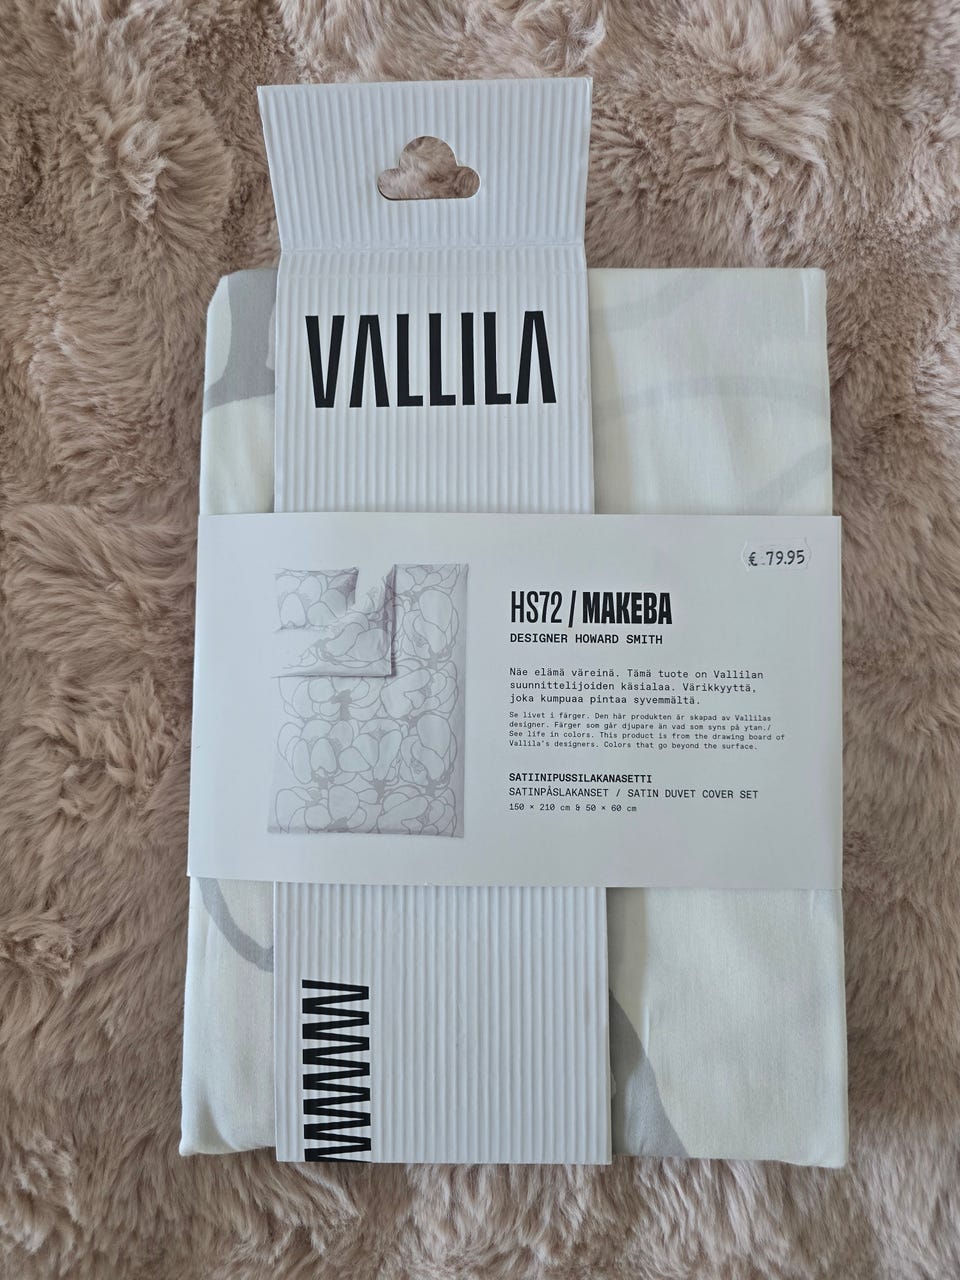 VALLILA
€ 79.95
HS72 / MAKEBA
DESIGNER HOWARD SMITH
Näe elämä väreinä. Tämä tuote on Vallilan
suunnittelijoiden käsialaa. Värikkyyttä,
joka kumpuaa pintaa syvemmältä.
Se livet i färger. Den här produkten är skapad av Vallilas
designer. Färger som går djupare än vad som syns på ytan./
See life in colors. This product is from the drawing board of
Vallila's designers. Colors that go beyond the surface.
SATIINIPUSSILAKANASETTI
SATINPÅSLAKANSET / SATIN DUVET COVER SET
150 × 210 cm & 50 × 60 cm